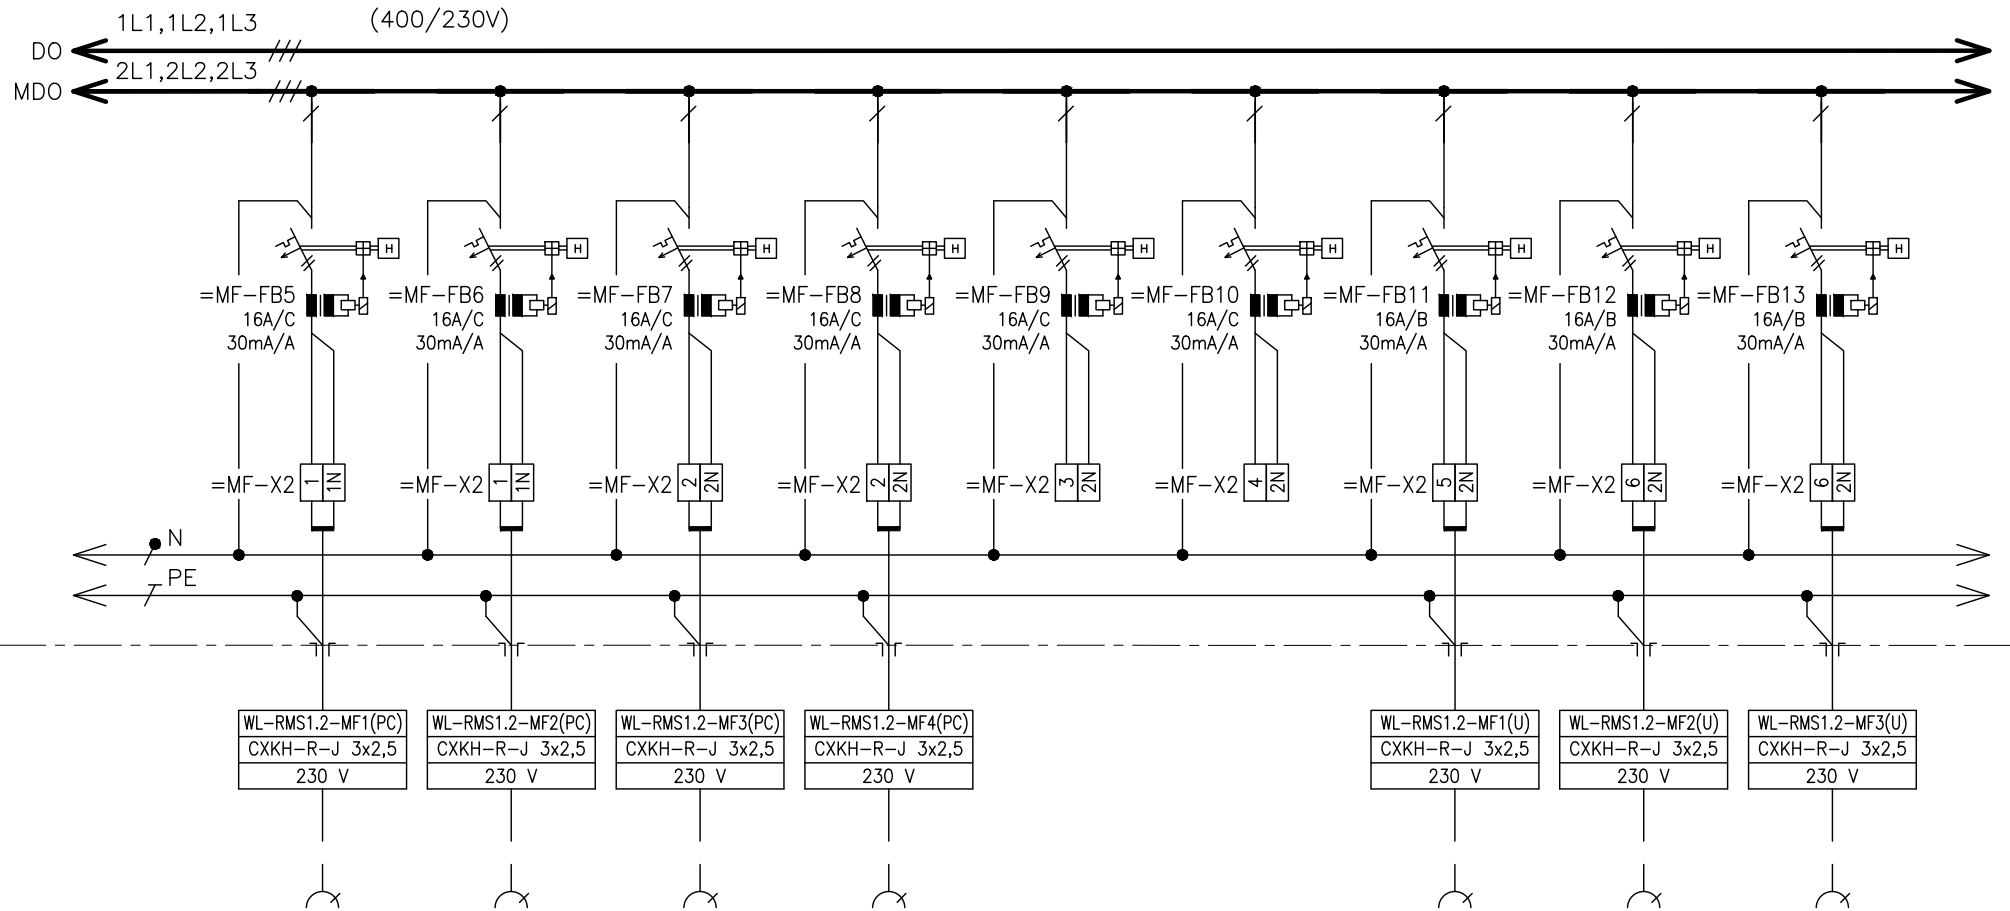 1L1,1L2,1L3 (400/230V)
DO
2L1,2L2,2L3
MDO
H H H H H H H H H
=MF-FB5 =MF-FB6 =MF-FB7 =MF-FB8 =MF-FB9 =MF-FB10 =MF-FB11 =MF-FB12 =MF-FB13
16A/C 16A/C 16A/C 16A/C 16A/C 16A/C 16A/B 16A/B 16A/B
30mA/A 30mA/A 30mA/A 30mA/A 30mA/A 30mA/A 30mA/A 30mA/A 30mA/A
=MF-X2 1 1N =MF-X2 1 1N =MF-X2 2 2N =MF-X2 2 2N =MF-X2 3 2N =MF-X2 4 2N =MF-X2 5 2N =MF-X2 6 2N =MF-X2 6 2N
N
PE
WL-RMS1.2-MF1(PC) WL-RMS1.2-MF2(PC) WL-RMS1.2-MF3(PC) WL-RMS1.2-MF4(PC) WL-RMS1.2-MF1(U) WL-RMS1.2-MF2(U) WL-RMS1.2-MF3(U)
CXKH-R-J 3x2,5 CXKH-R-J 3x2,5 CXKH-R-J 3x2,5 CXKH-R-J 3x2,5 CXKH-R-J 3x2,5 CXKH-R-J 3x2,5 CXKH-R-J 3x2,5
230 V 230 V 230 V 230 V 230 V 230 V 230 V